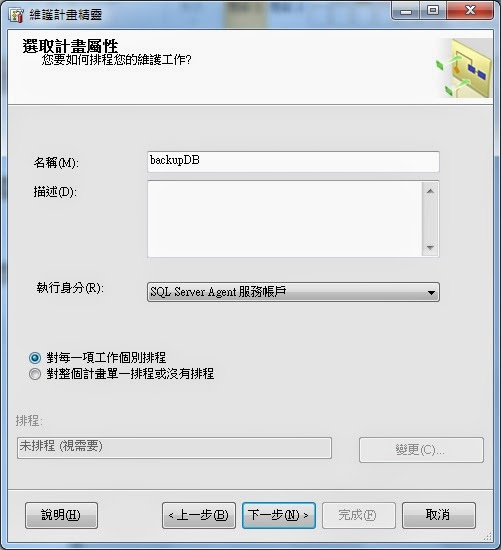 維護計畫精靈
選取計畫屬性
您要如何排程您的維護工作?
名稱(M):
backupDB
描述(D):
執行身分(R):
SQL Server Agent 服務帳戶
對每一項工作個別排程
對整個計畫單一排程或沒有排程
排程:
未排程 (視需要)
變更(C)...
說明(H)
< 上一步(B)
下一步(N) >
完成(F)
取消